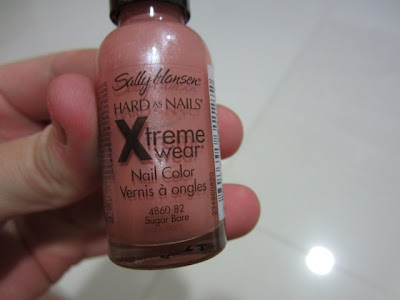 Sally Hansen®
HARD AS NAILS®
Xtreme
wear®
Nail Color
Vernis à ongles
4860-82
Sugar Bare